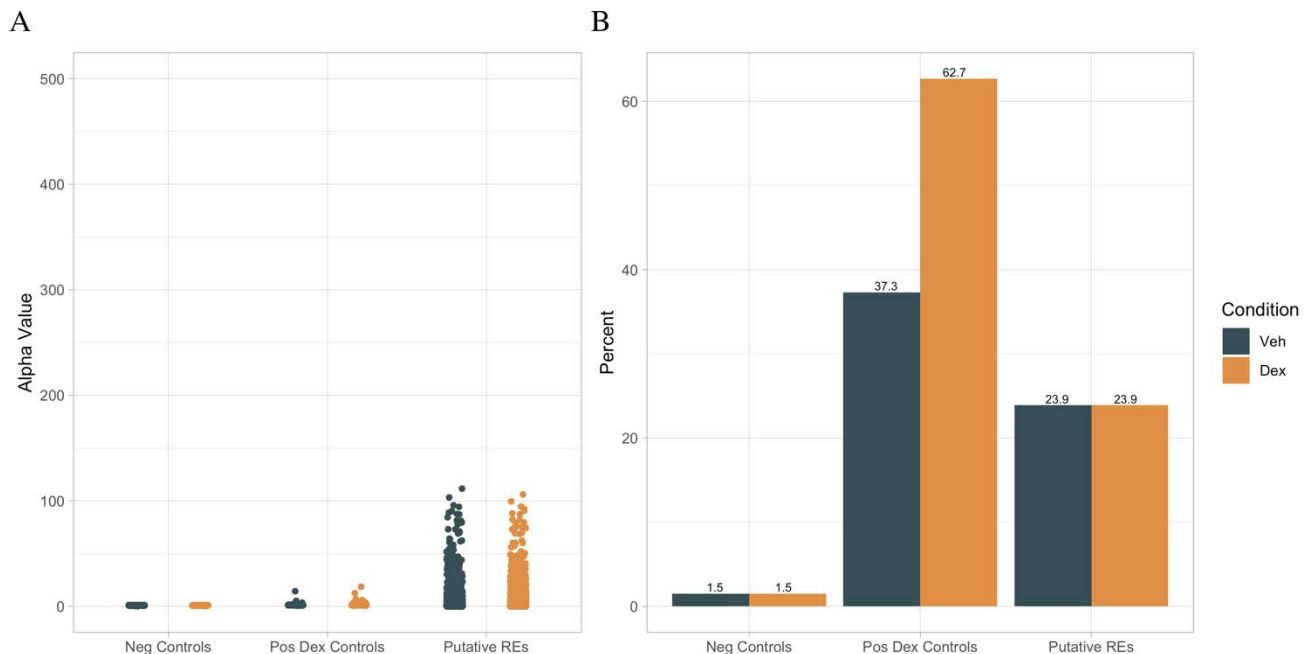 A
B
500
400
300
200
100
0
Alpha Value
Neg Controls
Pos Dex Controls
Putative REs
60
40
20
0
Percent
1.5
1.5
37.3
62.7
23.9
23.9
Neg Controls
Pos Dex Controls
Putative REs
Condition
Veh
Dex